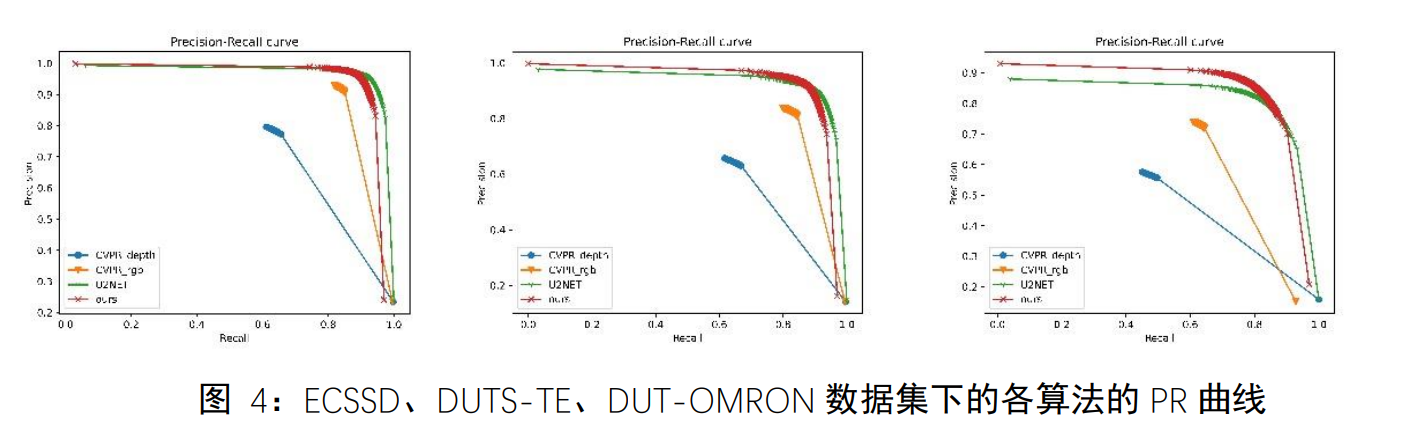 Precision-Recall curve
Precision
1.0
0.9
0.8
0.7
0.6
0.5
0.4
0.3
0.2
0.0
0.2
0.4
0.6
0.8
1.0
Recall
CVPR_depth
CVPR_rgb
U2NET
ours
Precision-Recall curve
Precision
1.0
0.8
0.6
0.4
0.2
0.0
0.2
0.4
0.6
0.8
1.0
Recall
CVPR_depth
CVPR_rgb
U2NET
ours
Precision-Recall curve
Precision
0.9
0.8
0.7
0.6
0.5
0.4
0.3
0.2
0.0
0.2
0.4
0.6
0.8
1.0
Recall
CVPR_depth
CVPR_rgb
U2NET
ours
图 4：ECSSD、DUTS-TE、DUT-OMRON 数据集下的各算法的 PR 曲线